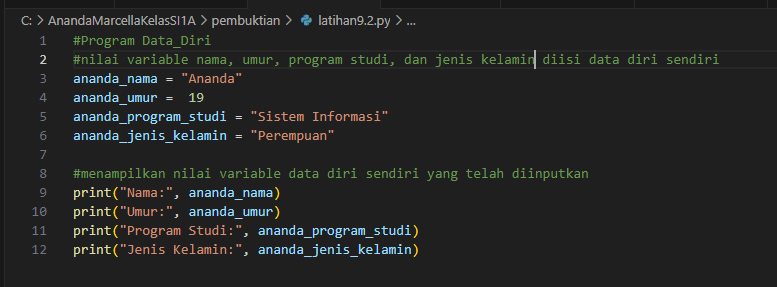 C: > AnandaMarcellaKelasSI1A > pembuktian > latihan9.2.py > ...
1 #Program Data_Diri
2 #nilai variable nama, umur, program studi, dan jenis kelamin diisi data diri sendiri
3 ananda_nama = "Ananda"
4 ananda_umur =  19
5 ananda_program_studi = "Sistem Informasi"
6 ananda_jenis_kelamin = "Perempuan"
7
8 #menampilkan nilai variable data diri sendiri yang telah diinputkan
9 print("Nama:", ananda_nama)
10 print("Umur:", ananda_umur)
11 print("Program Studi:", ananda_program_studi)
12 print("Jenis Kelamin:", ananda_jenis_kelamin)